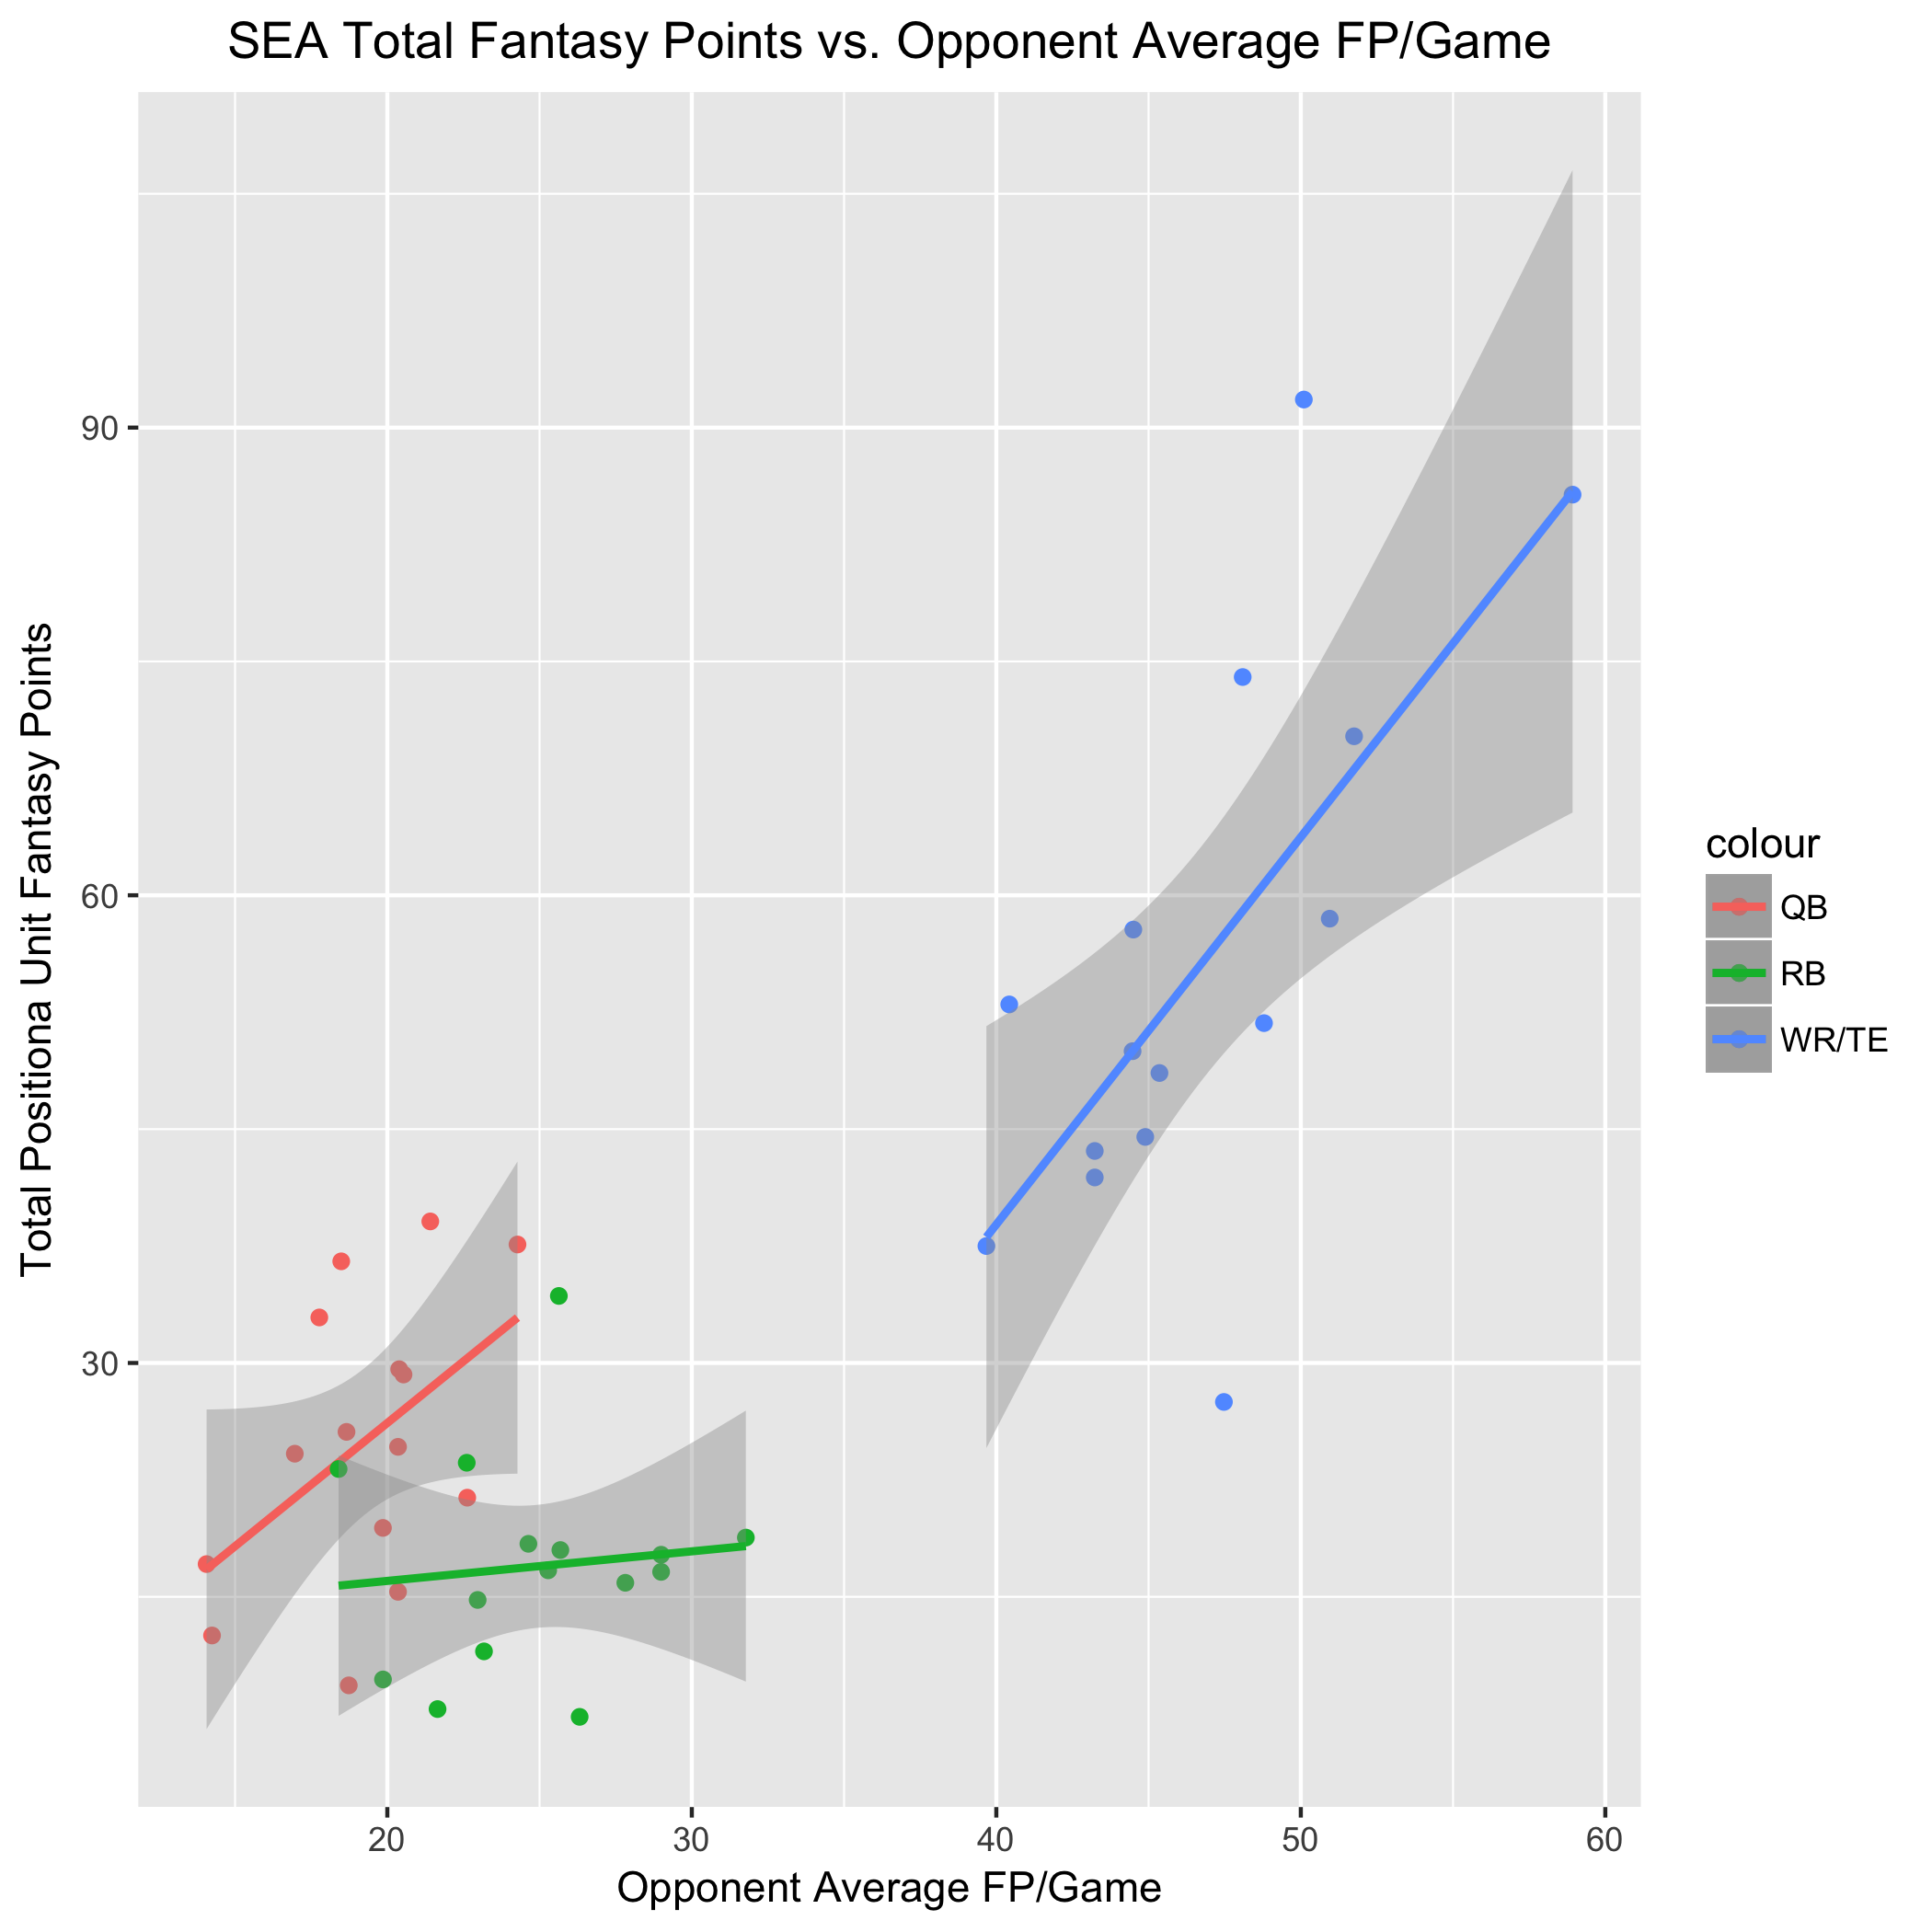 SEA Total Fantasy Points vs. Opponent Average FP/Game
Total Positiona Unit Fantasy Points
90
60
30
20
30
40
50
60
Opponent Average FP/Game
colour
QB
RB
WR/TE